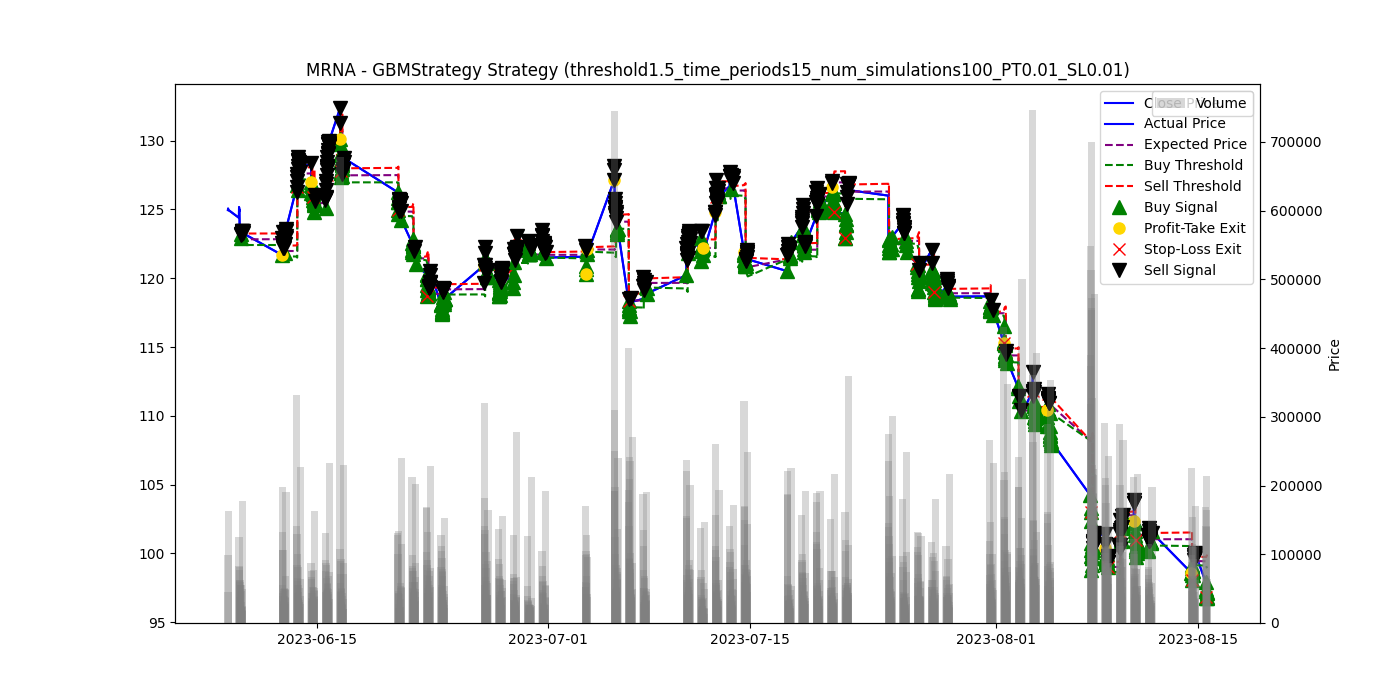 MRNA - GBMStrategy Strategy (threshold1.5_time_periods15_num_simulations100_PT0.01_SL0.01)
130
125
120
115
110
105
100
95
700000
600000
500000
400000
300000
200000
100000
0
Price
2023-06-15
2023-07-01
2023-07-15
2023-08-01
2023-08-15
Volume
Actual Price
Expected Price
Buy Threshold
Sell Threshold
Buy Signal
Profit-Take Exit
Stop-Loss Exit
Sell Signal